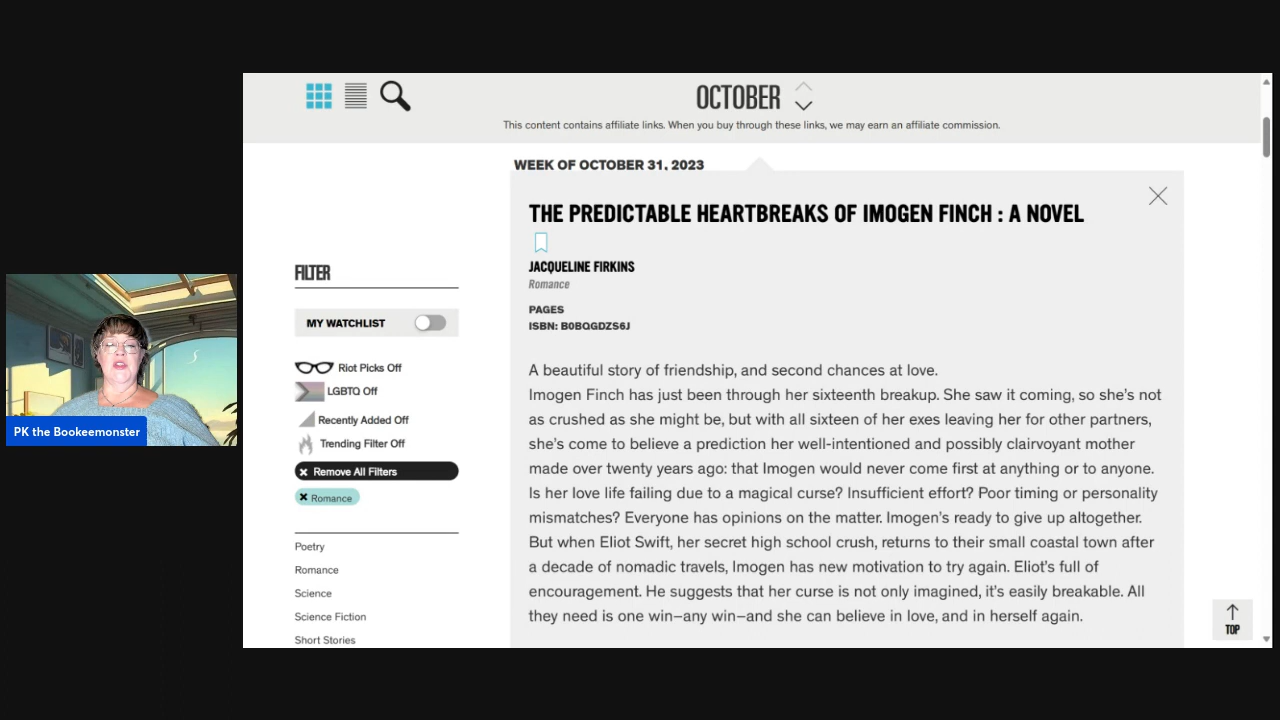 OCTOBER
This content contains affiliate links. When you buy through these links, we may earn an affiliate commission.
WEEK OF OCTOBER 31, 2023
THE PREDICTABLE HEARTBREAKS OF IMOGEN FINCH : A NOVEL
JACQUELINE FIRKINS
Romance
PAGES
ISBN: B0BQGDZS6J
A beautiful story of friendship, and second chances at love.
Imogen Finch has just been through her sixteenth breakup. She saw it coming, so she's not
as crushed as she might be, but with all sixteen of her exes leaving her for other partners,
she's come to believe a prediction her well-intentioned and possibly clairvoyant mother
made over twenty years ago: that Imogen would never come first at anything or to anyone.
Is her love life failing due to a magical curse? Insufficient effort? Poor timing or personality
mismatches? Everyone has opinions on the matter. Imogen's ready to give up altogether.
But when Eliot Swift, her secret high school crush, returns to their small coastal town after
a decade of nomadic travels, Imogen has new motivation to try again. Eliot's full of
encouragement. He suggests that her curse is not only imagined, it's easily breakable. All
they need is one win—any win—and she can believe in love, and in herself again.
FILTER
MY WATCHLIST
Riot Picks Off
LGBTQ Off
Recently Added Off
Trending Filter Off
× Remove All Filters
× Romance
Poetry
Romance
Science
Science Fiction
Short Stories
TOP
PK the Bookeemonster